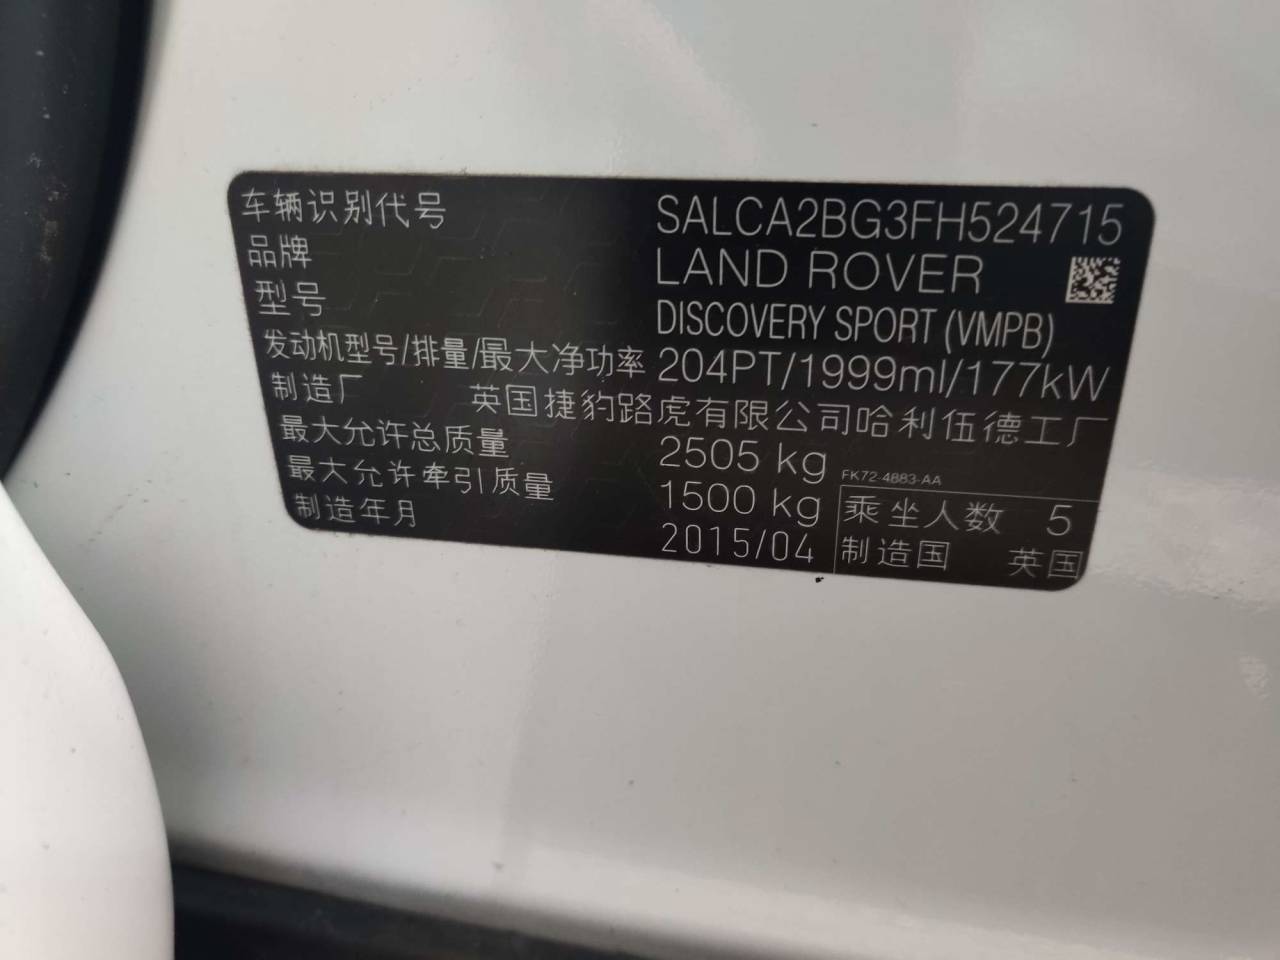 车辆识别代号 SALCA2BG3FH524715
品牌 LAND ROVER
型号 DISCOVERY SPORT (VMPB)
发动机型号/排量/最大净功率 204PT/1999ml/177kW
制造厂 英国捷豹路虎有限公司哈利伍德工厂
最大允许总质量 2505 kg FK72-4883-AA
最大允许牵引质量 1500 kg 乘坐人数 5
制造年月 2015/04 制造国 英国